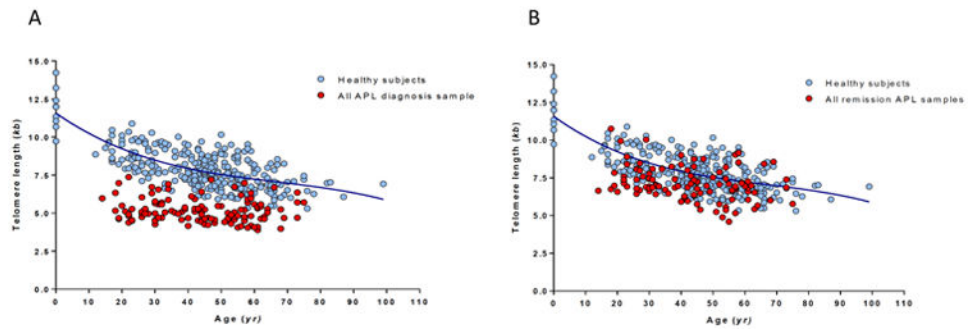 A
15.0
12.5
10.0
7.5
5.0
2.5
0.0
Telomere length (kb)
Healthy subjects
All APL diagnosis sample
0 10 20 30 40 50 60 70 80 90 100 110
Age (yr)
B
15.0
12.5
10.0
7.5
5.0
2.5
0.0
Telomere length (kb)
Healthy subjects
All remission APL samples
0 10 20 30 40 50 60 70 80 90 100 110
Age (yr)